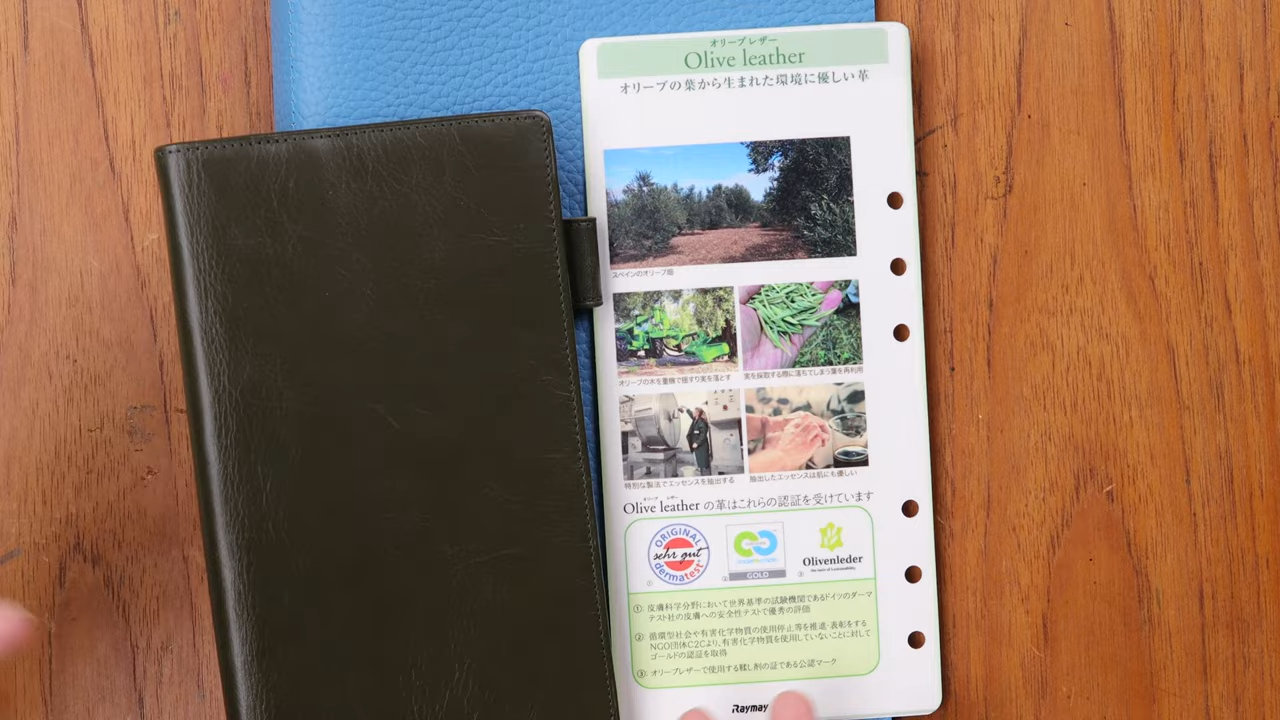 オリーブレザー
Olive leather
オリーブの葉から生まれた環境に優しい革
スペインのオリーブ畑
オリーブの木を重機で揺すり実を落とす
実を採取する際に落ちてしまう葉を再利用
特別な製法でエッセンスを抽出する
抽出したエッセンスは肌にも優しい
オリーブ レザー
Olive leather の革はこれらの認証を受けています
ORIGINAL
sehr gut
dermatest
①
②
GOLD
③
Olivenleder
①: 皮膚科学分野において世界基準の試験機関であるドイツのダーマ
テスト社の皮膚への安全性テストで優秀の評価
②: 循環型社会や有害化学物質の使用停止等を推進・表彰をする
NGO団体C2Cより、有害化学物質を使用していないことに対して
ゴールドの認証を取得
③: オリーブレザーで使用する鞣し剤の証である公認マーク
Raymay